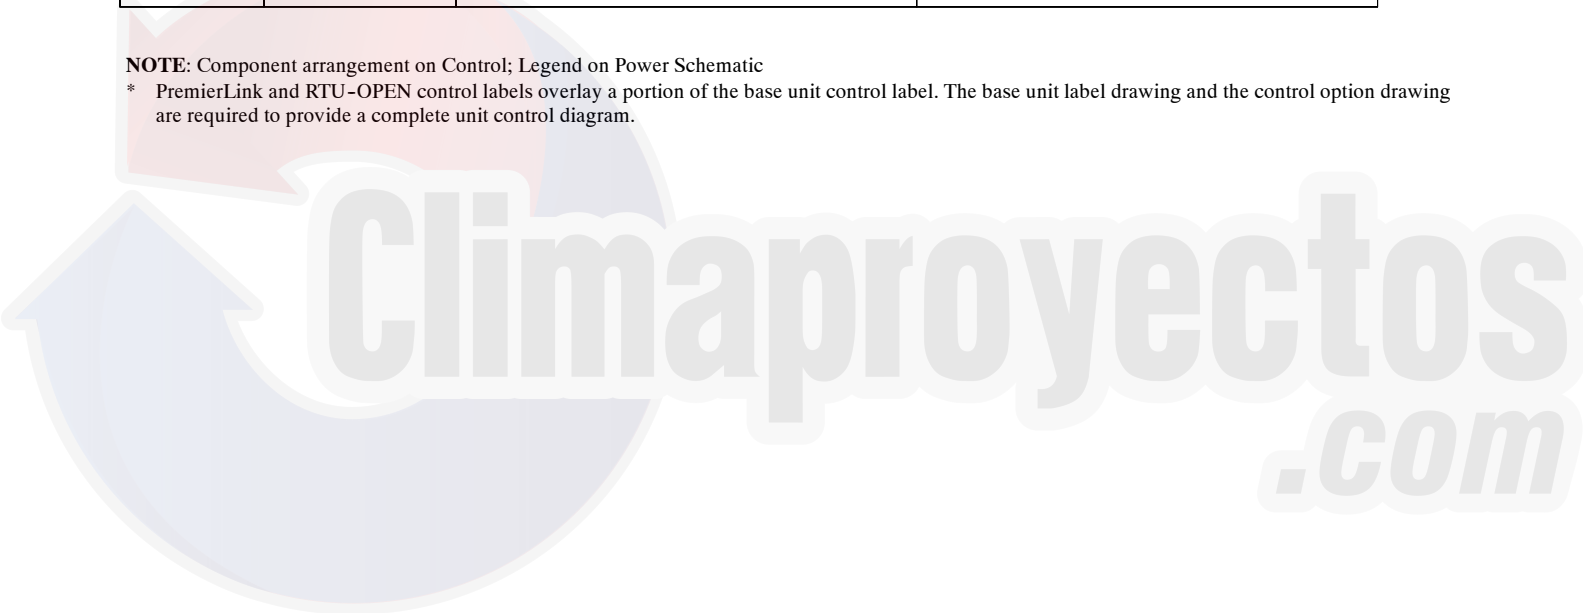 NOTE: Component arrangement on Control; Legend on Power Schematic
* PremierLink and RTU-OPEN control labels overlay a portion of the base unit control label. The base unit label drawing and the control option drawing
are required to provide a complete unit control diagram.
Climaproyectos
.com